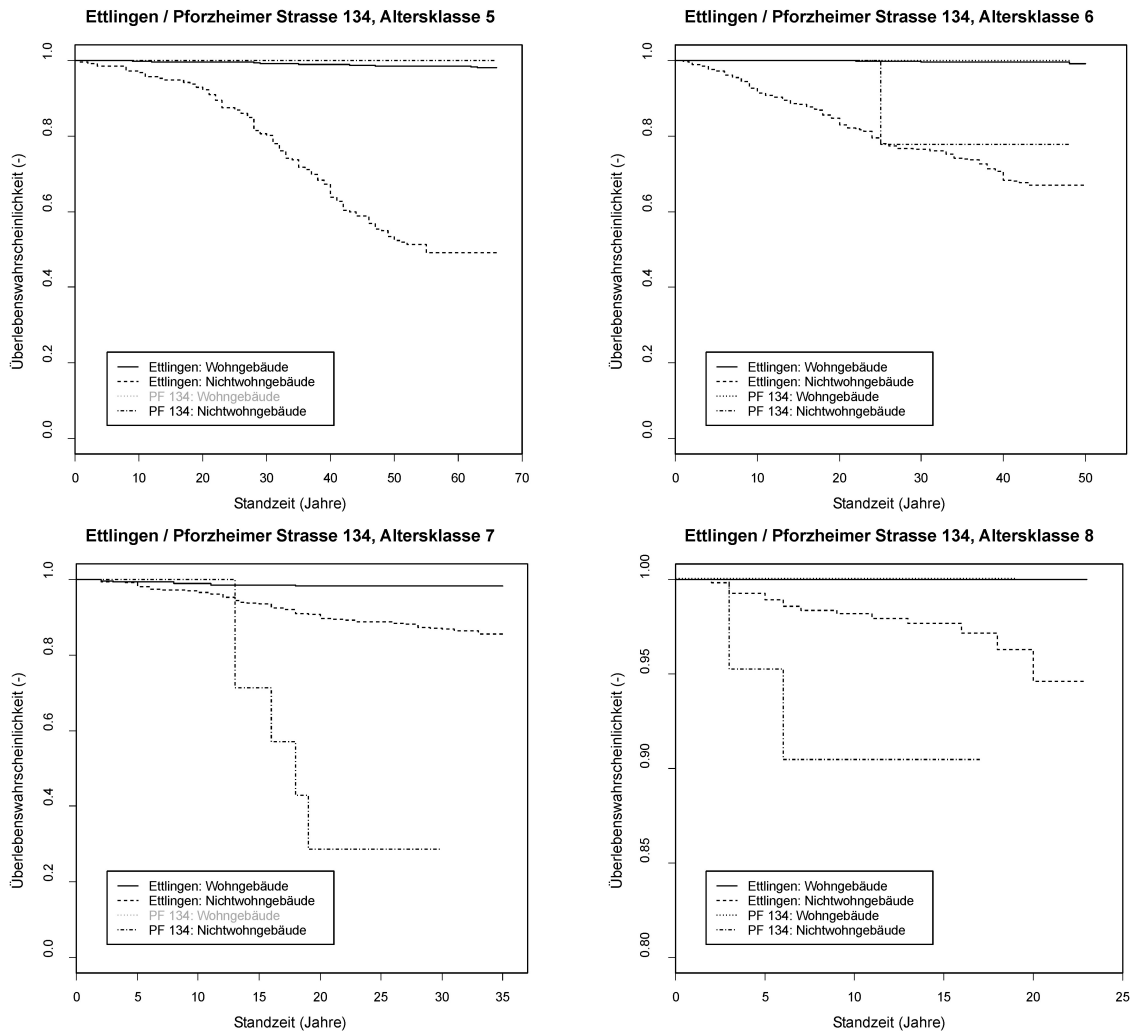 Ettlingen / Pforzheimer Strasse 134, Altersklasse 5
Überlebenswahrscheinlichkeit (-)
1.0
0.8
0.6
0.4
0.2
0.0
Ettlingen: Wohngebäude
Ettlingen: Nichtwohngebäude
PF 134: Wohngebäude
PF 134: Nichtwohngebäude
0 10 20 30 40 50 60 70
Standzeit (Jahre)
Ettlingen / Pforzheimer Strasse 134, Altersklasse 6
Überlebenswahrscheinlichkeit (-)
1.0
0.8
0.6
0.4
0.2
0.0
Ettlingen: Wohngebäude
Ettlingen: Nichtwohngebäude
PF 134: Wohngebäude
PF 134: Nichtwohngebäude
0 10 20 30 40 50
Standzeit (Jahre)
Ettlingen / Pforzheimer Strasse 134, Altersklasse 7
Überlebenswahrscheinlichkeit (-)
1.0
0.8
0.6
0.4
0.2
0.0
Ettlingen: Wohngebäude
Ettlingen: Nichtwohngebäude
PF 134: Wohngebäude
PF 134: Nichtwohngebäude
0 5 10 15 20 25 30 35
Standzeit (Jahre)
Ettlingen / Pforzheimer Strasse 134, Altersklasse 8
Überlebenswahrscheinlichkeit (-)
1.00
0.95
0.90
0.85
0.80
Ettlingen: Wohngebäude
Ettlingen: Nichtwohngebäude
PF 134: Wohngebäude
PF 134: Nichtwohngebäude
0 5 10 15 20 25
Standzeit (Jahre)